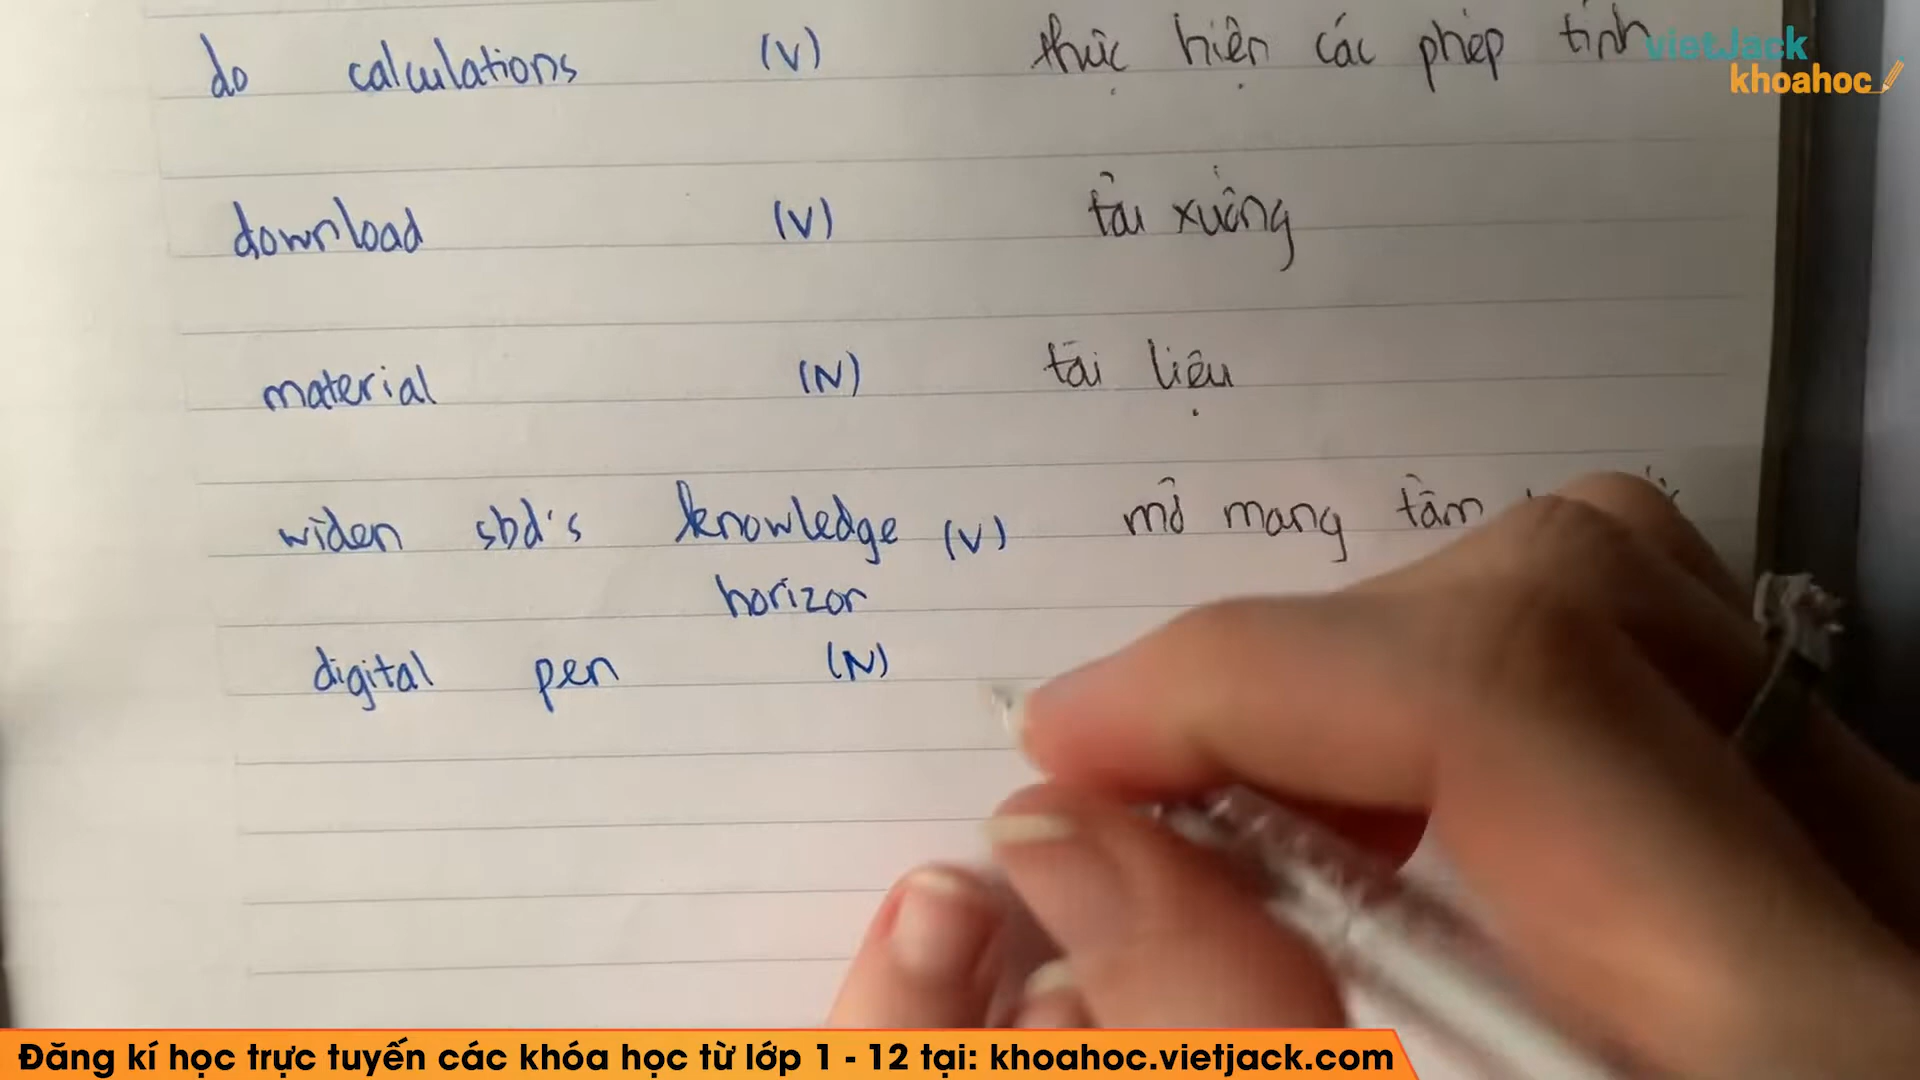 do calculations (V) thực hiện các phép tính
vietJack
khoahoc
download (V) tải xuống
material (N) tài liệu
widen sbd's knowledge (V) mở mang tầm
horizon
digital pen (N)
Đăng kí học trực tuyến các khóa học từ lớp 1 - 12 tại: khoahoc.vietjack.com